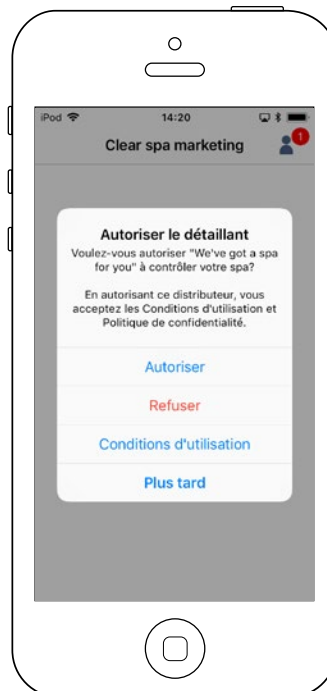 iPod 14:20
Clear spa marketing 1
Autoriser le détaillant
Voulez-vous autoriser "We've got a spa
for you" à contrôler votre spa?
En autorisant ce distributeur, vous
acceptez les Conditions d'utilisation et
Politique de confidentialité.
Autoriser
Refuser
Conditions d'utilisation
Plus tard